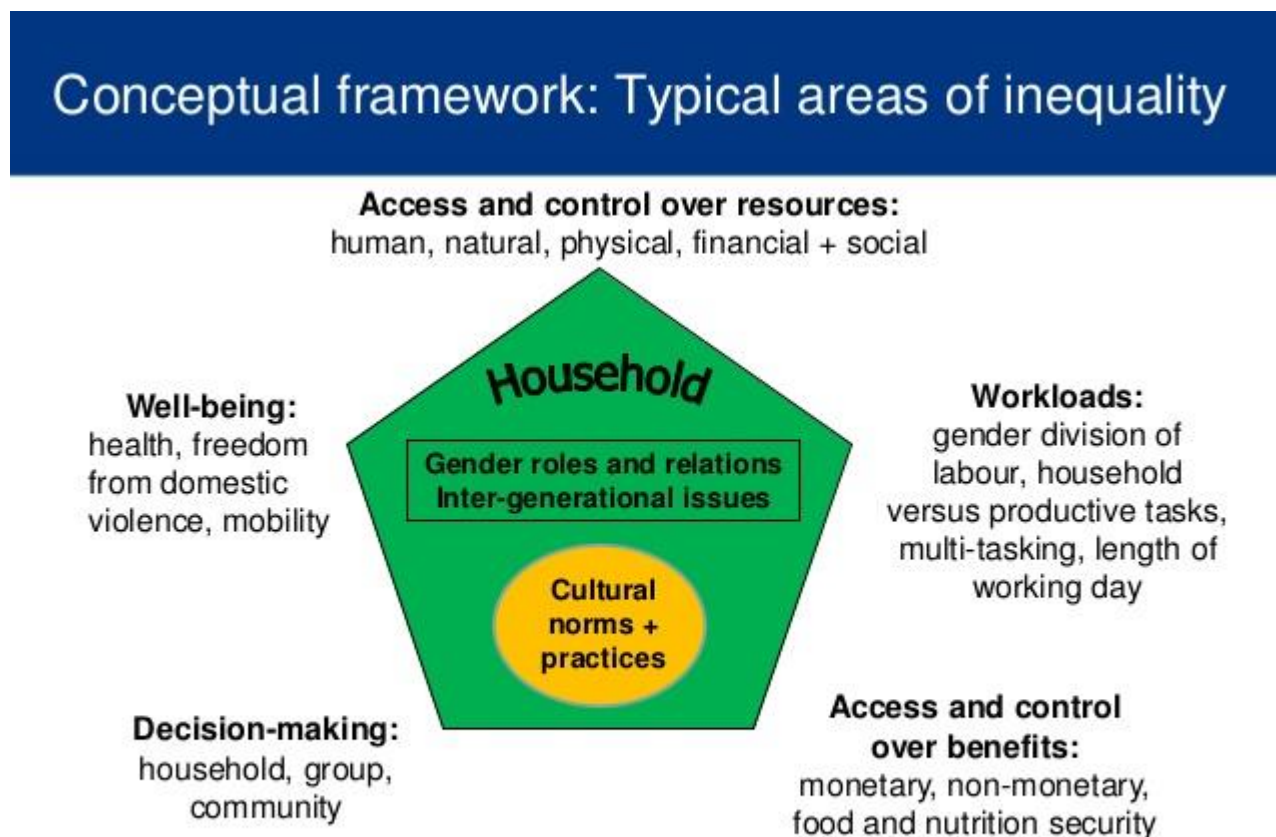 Conceptual framework: Typical areas of inequality
Access and control over resources:
human, natural, physical, financial + social
Household
Gender roles and relations
Inter-generational issues
Cultural
norms +
practices
Well-being:
health, freedom
from domestic
violence, mobility
Workloads:
gender division of
labour, household
versus productive tasks,
multi-tasking, length of
working day
Decision-making:
household, group,
community
Access and control
over benefits:
monetary, non-monetary,
food and nutrition security